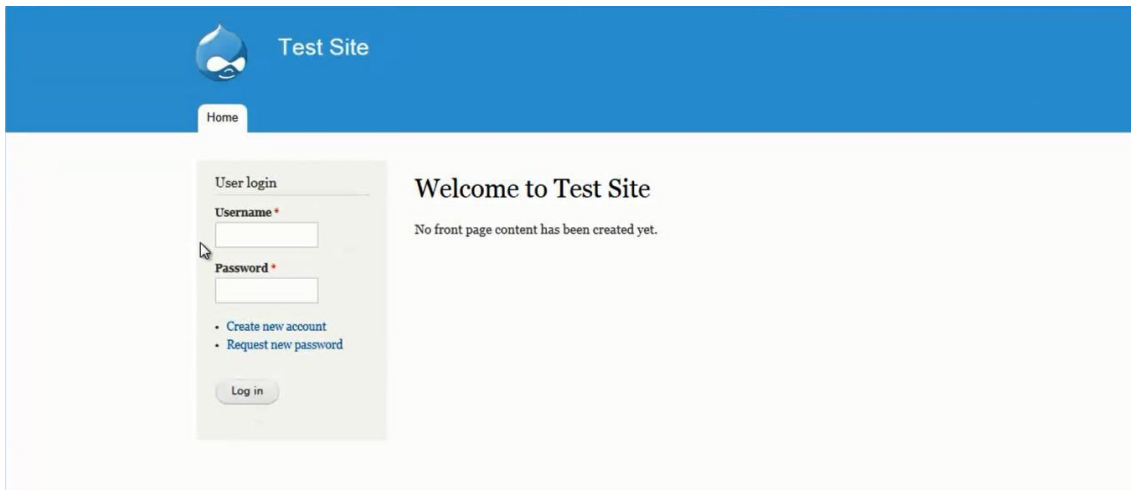 Test Site
Home
User login
Username *
Password *
• Create new account
• Request new password
Log in
Welcome to Test Site
No front page content has been created yet.